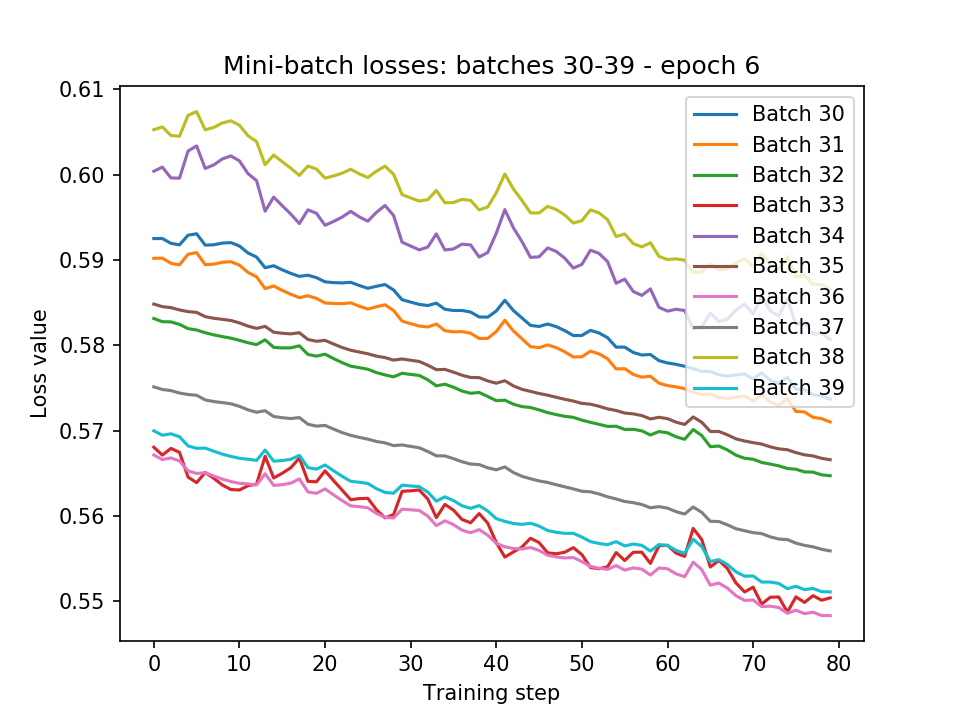 Mini-batch losses: batches 30-39 - epoch 6
0.61
0.60
0.59
0.58
0.57
0.56
0.55
Loss value
0
10
20
30
40
50
60
70
80
Training step
Batch 30
Batch 31
Batch 32
Batch 33
Batch 34
Batch 35
Batch 36
Batch 37
Batch 38
Batch 39